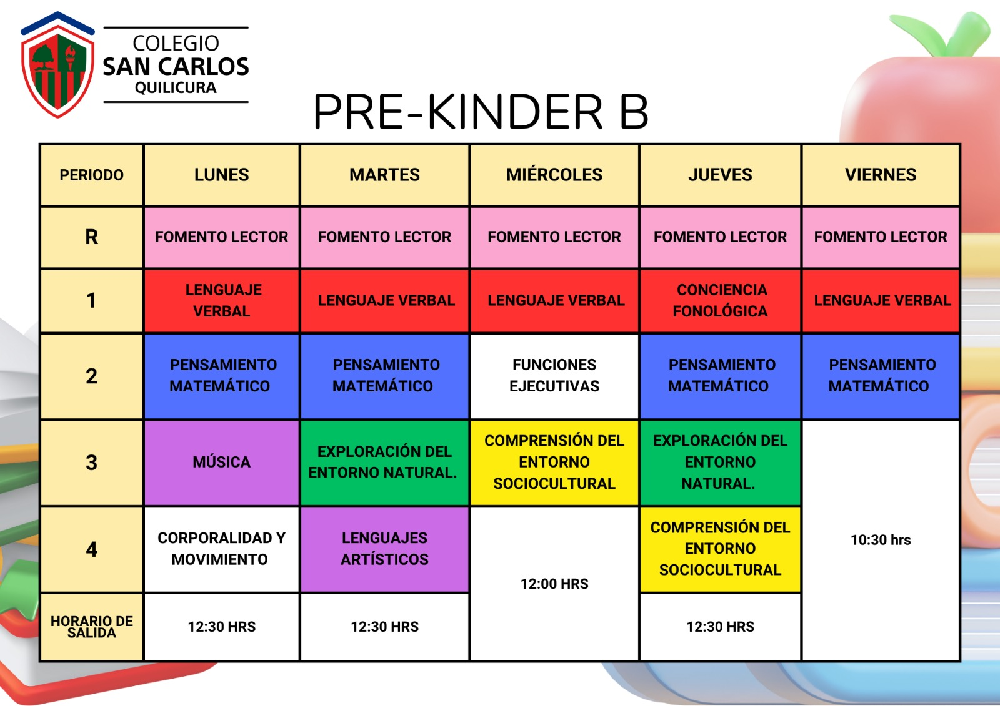 COLEGIO
SAN CARLOS
QUILICURA
PRE-KINDER B
PERIODO LUNES MARTES MIÉRCOLES JUEVES VIERNES
R FOMENTO LECTOR FOMENTO LECTOR FOMENTO LECTOR FOMENTO LECTOR FOMENTO LECTOR
1
LENGUAJE
VERBAL
LENGUAJE VERBAL
LENGUAJE VERBAL
CONCIENCIA
FONOLÓGICA
LENGUAJE VERBAL
2
PENSAMIENTO
MATEMÁTICO
PENSAMIENTO
MATEMÁTICO
FUNCIONES
EJECUTIVAS
PENSAMIENTO
MATEMÁTICO
PENSAMIENTO
MATEMÁTICO
3
MÚSICA
EXPLORACIÓN DEL
ENTORNO NATURAL.
COMPRENSIÓN DEL
ENTORNO
SOCIOCULTURAL
EXPLORACIÓN DEL
ENTORNO
NATURAL.
4
CORPORALIDAD Y
MOVIMIENTO
LENGUAJES
ARTÍSTICOS
12:00 HRS
COMPRENSIÓN DEL
ENTORNO
SOCIOCULTURAL
10:30 hrs
HORARIO DE
SALIDA
12:30 HRS
12:30 HRS
12:30 HRS